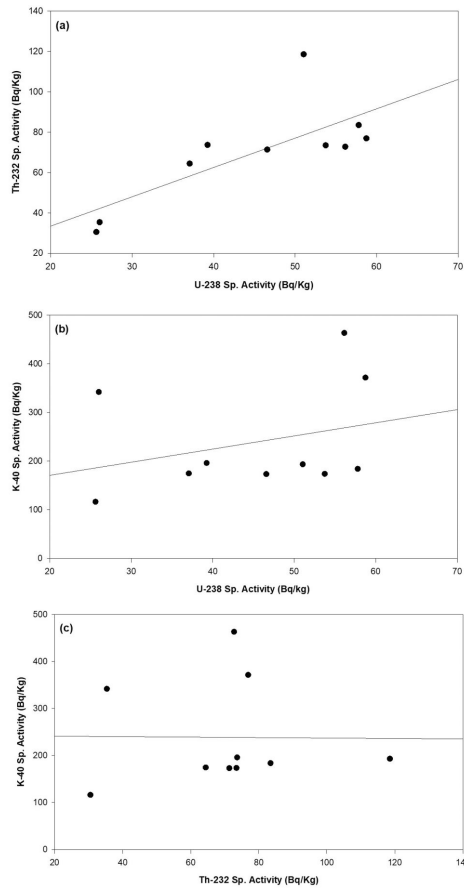 (a)
Th-232 Sp. Activity (Bq/Kg)
140
120
100
80
60
40
20
20 30 40 50 60 70
U-238 Sp. Activity (Bq/Kg)
(b)
K-40 Sp. Activity (Bq/Kg)
500
400
300
200
100
0
20 30 40 50 60 70
U-238 Sp. Activity (Bq/kg)
(c)
K-40 Sp. Activity (Bq/Kg)
500
400
300
200
100
0
20 40 60 80 100 120 140
Th-232 Sp. Activity (Bq/Kg)